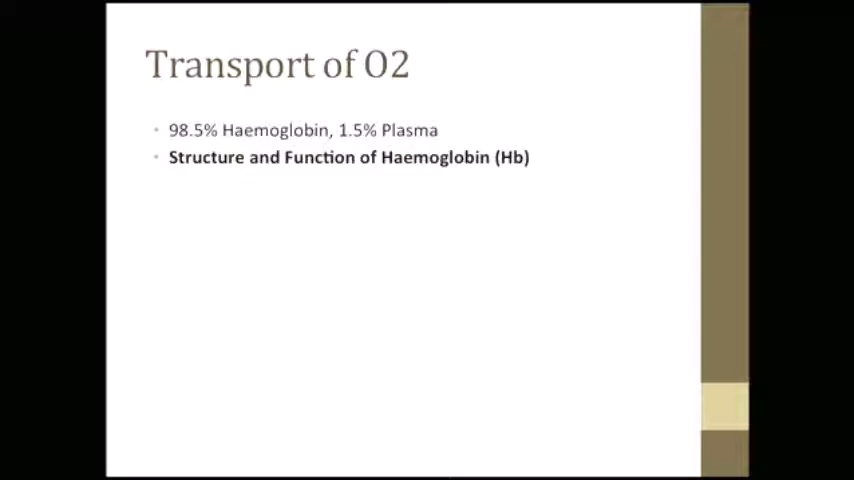 Transport of O2
• 98.5% Haemoglobin, 1.5% Plasma
• Structure and Function of Haemoglobin (Hb)